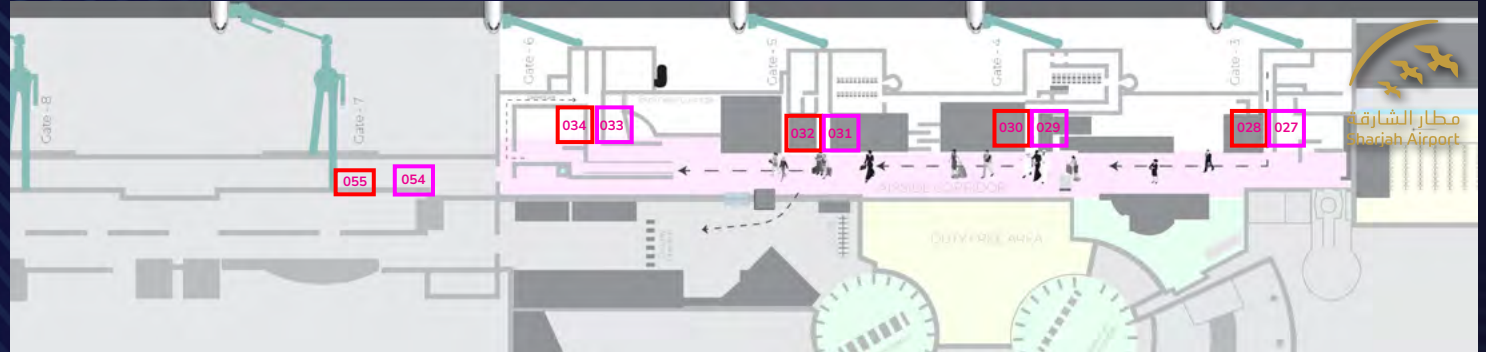 Gate - 8
Gate - 7
Gate - 6
Gate - 5
Gate - 4
Gate - 3
034
033
032
031
030
029
028
027
055
054
مطار الشارقة
Sharjah Airport
AIRSIDE CORRIDOR
DUTY FREE AREA